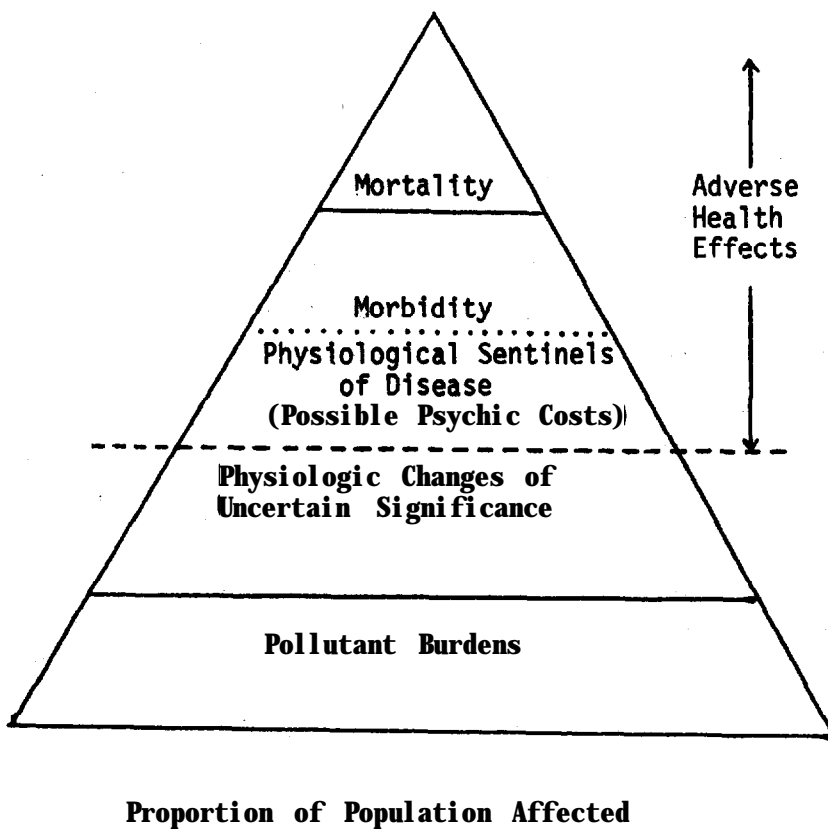 Mortality
Adverse
Health
Effects
Morbidity
Physiological Sentinels
of Disease
(Possible Psychic Costs)
Physiologic Changes of
Uncertain Significance
Pollutant Burdens
Proportion of Population Affected